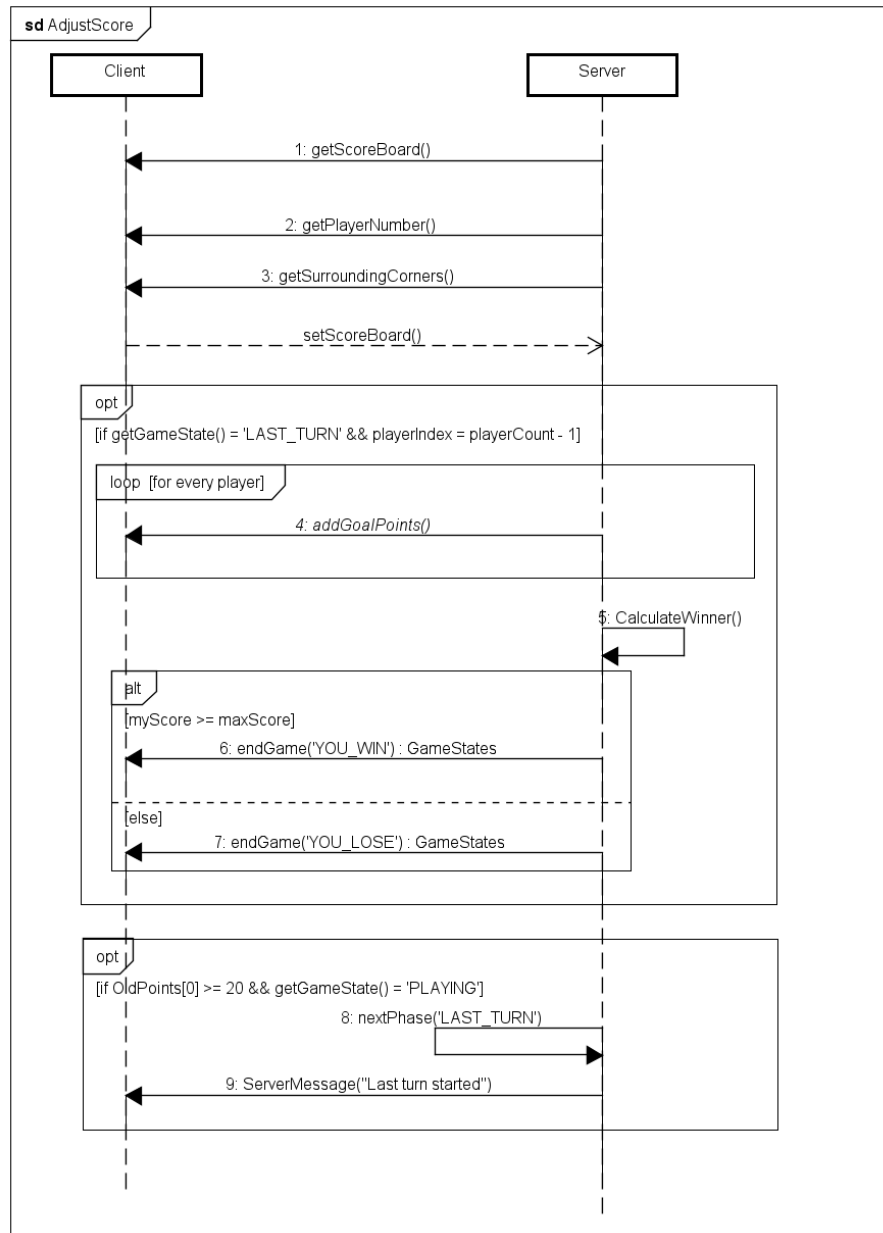 sd AdjustScore
Client
Server
1: getScoreBoard()
2: getPlayerNumber()
3: getSurroundingCorners()
setScoreBoard()
opt
[if getGameState() = 'LAST_TURN' && playerIndex = playerCount - 1]
loop [for every player]
4: addGoalPoints()
5: CalculateWinner()
alt
[myScore >= maxScore]
6: endGame('YOU_WIN') : GameStates
[else]
7: endGame('YOU_LOSE') : GameStates
opt
[if OldPoints[0] >= 20 && getGameState() = 'PLAYING']
8: nextPhase('LAST_TURN')
9: ServerMessage("Last turn started")